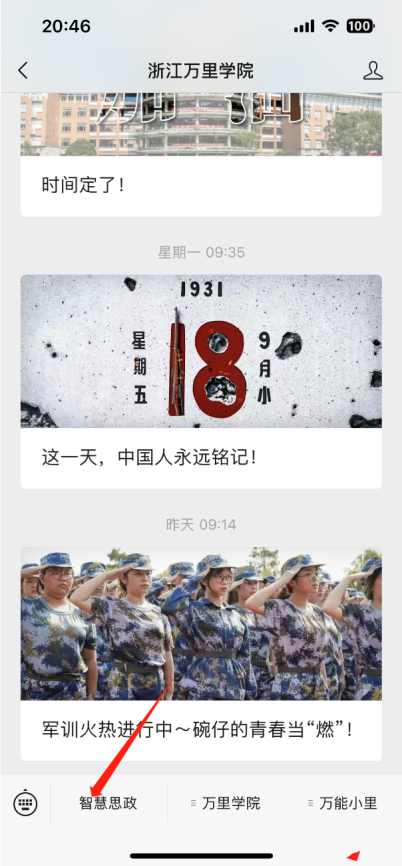 20:46
100
浙江万里学院
时间定了！
星期一 09:35
1931
星期五
18
9月小
这一天，中国人永远铭记！
昨天 09:14
军训火热进行中～碗仔的青春当“燃”！
智慧思政
万里学院
万能小里